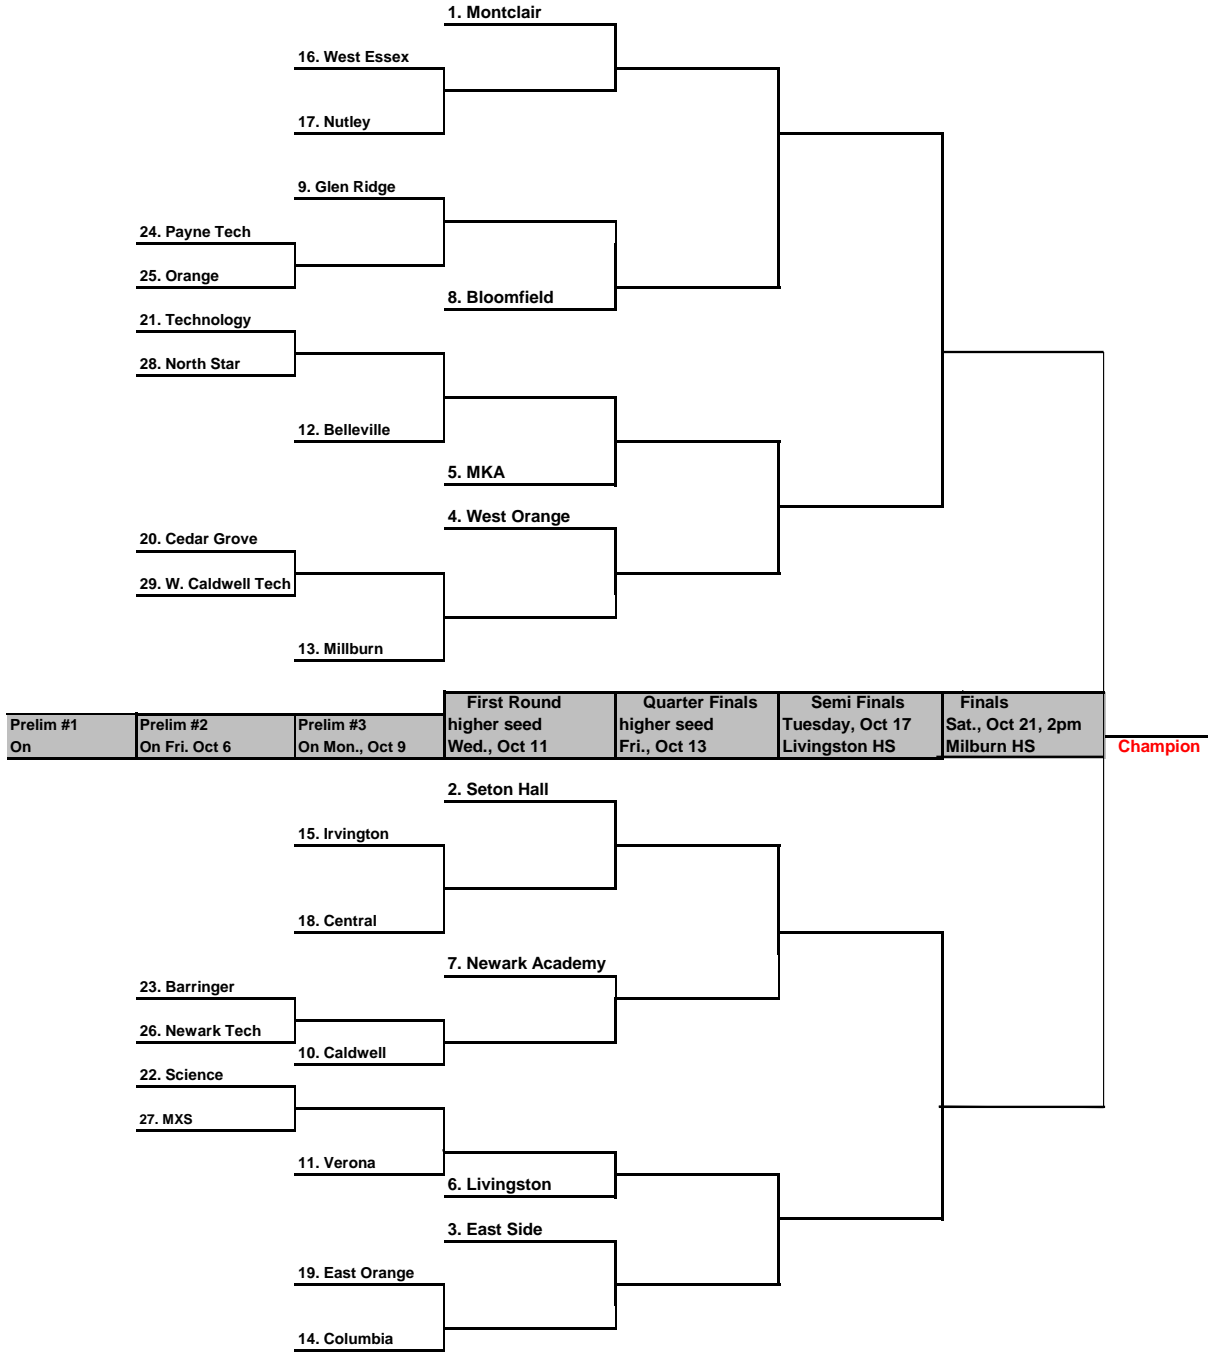 1. Montclair
16. West Essex
17. Nutley
9. Glen Ridge
24. Payne Tech
25. Orange
8. Bloomfield
21. Technology
28. North Star
12. Belleville
5. MKA
4. West Orange
20. Cedar Grove
29. W. Caldwell Tech
13. Millburn
Prelim #1
On
Prelim #2
On Fri. Oct 6
Prelim #3
On Mon., Oct 9
First Round
higher seed
Wed., Oct 11
Quarter Finals
higher seed
Fri., Oct 13
Semi Finals
Tuesday, Oct 17
Livingston HS
Finals
Sat., Oct 21, 2pm
Milburn HS
Champion
2. Seton Hall
15. Irvington
18. Central
7. Newark Academy
23. Barringer
26. Newark Tech
10. Caldwell
22. Science
27. MXS
11. Verona
6. Livingston
3. East Side
19. East Orange
14. Columbia